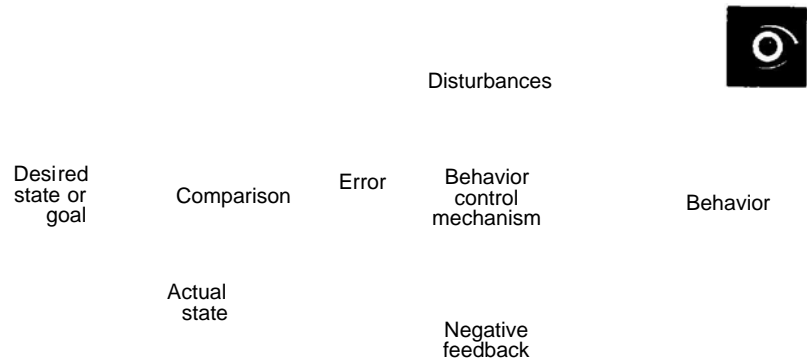 Disturbances
Desired
state or
goal
Comparison
Error
Behavior
control
mechanism
Behavior
Actual
state
Negative
feedback